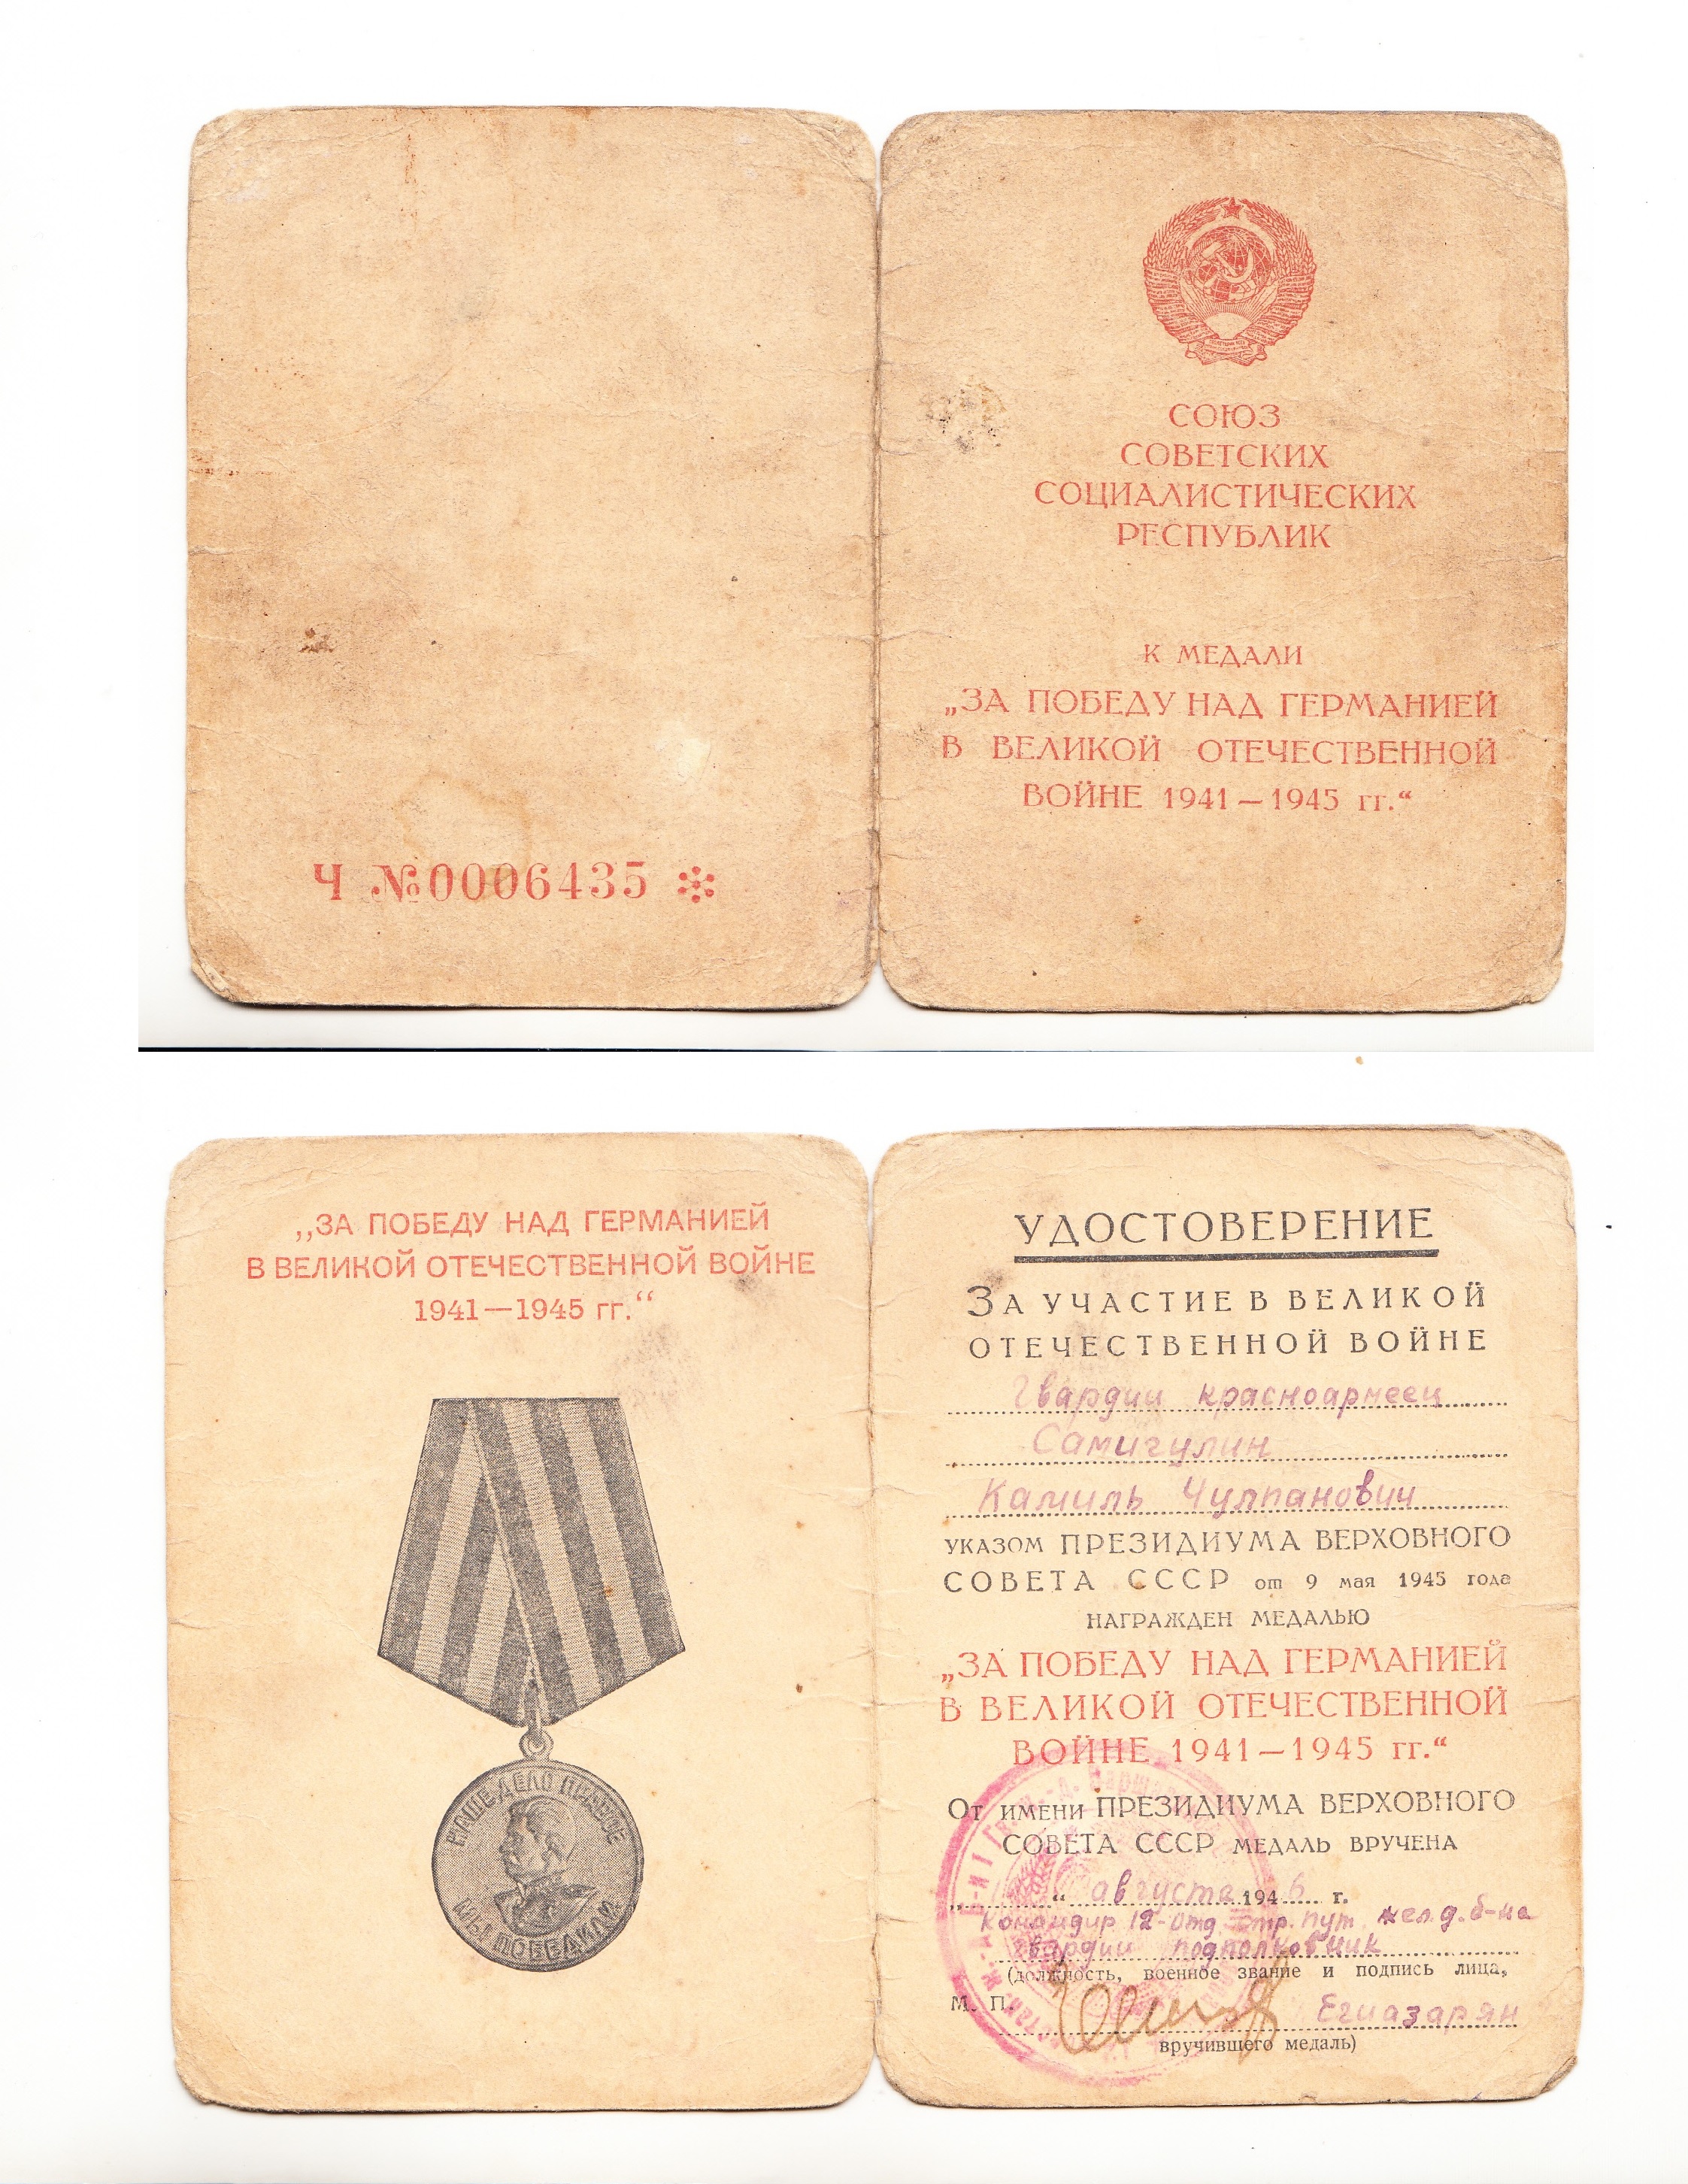 СОЮЗ
СОВЕТСКИХ
СОЦИАЛИСТИЧЕСКИХ
РЕСПУБЛИК
К МЕДАЛИ
„ЗА ПОБЕДУ НАД ГЕРМАНИЕЙ
В ВЕЛИКОЙ ОТЕЧЕСТВЕННОЙ
ВОЙНЕ 1941—1945 гг.“
Ч №0006435
„ЗА ПОБЕДУ НАД ГЕРМАНИЕЙ
В ВЕЛИКОЙ ОТЕЧЕСТВЕННОЙ ВОЙНЕ
1941—1945 гг.“
НАШЕ ДЕЛО ПРАВОЕ
МЫ ПОБЕДИЛИ
УДОСТОВЕРЕНИЕ
ЗА УЧАСТИЕ В ВЕЛИКОЙ
ОТЕЧЕСТВЕННОЙ ВОЙНЕ
Гвардии красноармеец
Самигулин
Камиль Чулпанович
УКАЗОМ ПРЕЗИДИУМА ВЕРХОВНОГО
СОВЕТА СССР от 9 мая 1945 года
НАГРАЖДЕН МЕДАЛЬЮ
„ЗА ПОБЕДУ НАД ГЕРМАНИЕЙ
В ВЕЛИКОЙ ОТЕЧЕСТВЕННОЙ
ВОЙНЕ 1941—1945 гг.“
ОТ ИМЕНИ ПРЕЗИДИУМА ВЕРХОВНОГО
СОВЕТА СССР МЕДАЛЬ ВРУЧЕНА
„ “ августа 1946 г.
Командир 12-Отд. стр. пут. жел.д. б-на
гвардии подполковник
(должность, военное звание и подпись лица,
М. П.
Егиазарян
вручившего медаль)